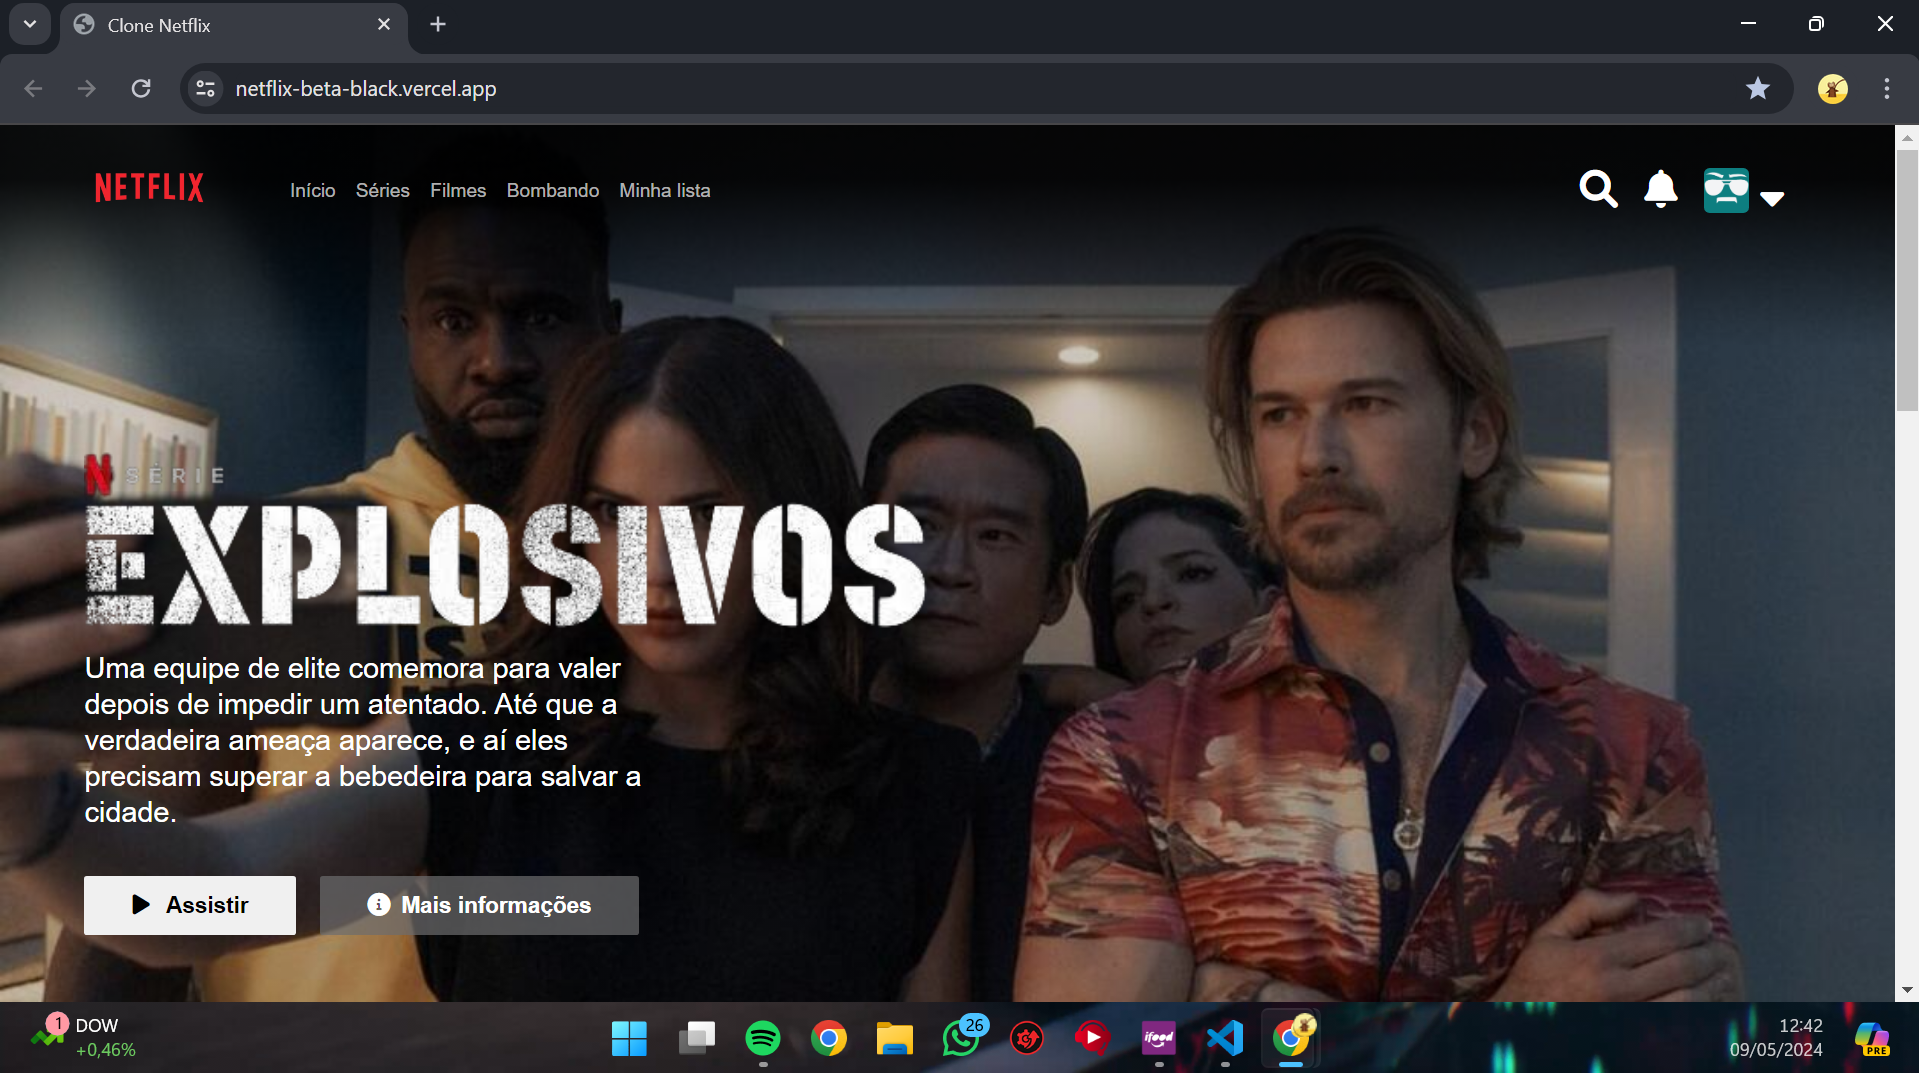 Clone Netflix
netflix-beta-black.vercel.app
NETFLIX
Início Séries Filmes Bombando Minha lista
N SÉRIE
EXPLOSIVOS
Uma equipe de elite comemora para valer
depois de impedir um atentado. Até que a
verdadeira ameaça aparece, e aí eles
precisam superar a bebedeira para salvar a
cidade.
Assistir
Mais informações
1
DOW
+0,46%
26
ifood
12:42
09/05/2024
PRE